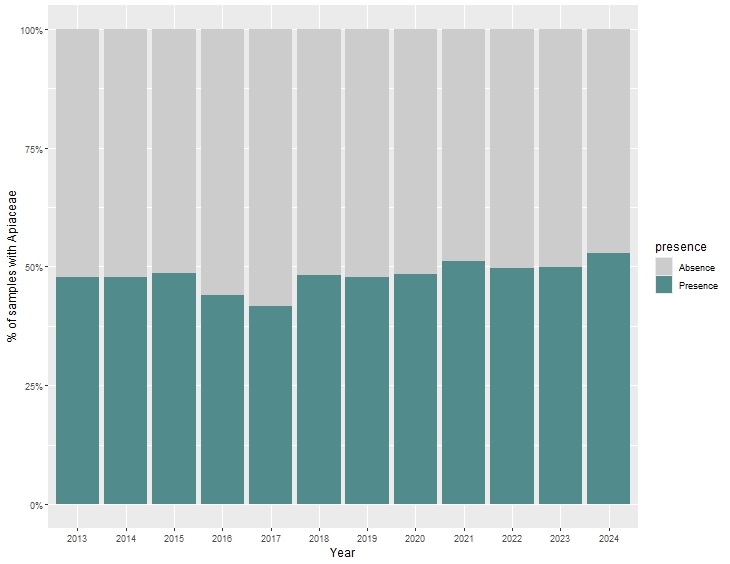 % of samples with Apiaceae
100%
75%
50%
25%
0%
2013 2014 2015 2016 2017 2018 2019 2020 2021 2022 2023 2024
Year
presence
Absence
Presence